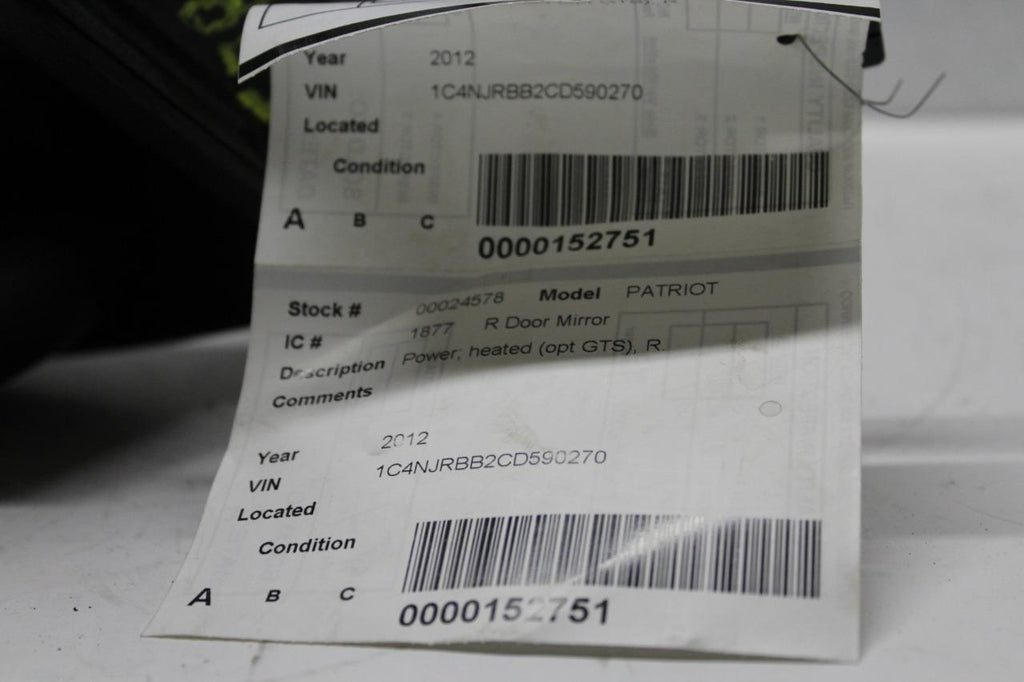 Year 2012
VIN 1C4NJRBB2CD590270
Located
Condition
A B C
0000152751
Stock # 00024578 Model PATRIOT
IC # 1877 R Door Mirror
Description Power, heated (opt GTS), R.
Comments
Year 2012
VIN 1C4NJRBB2CD590270
Located
Condition
A B C
0000152751